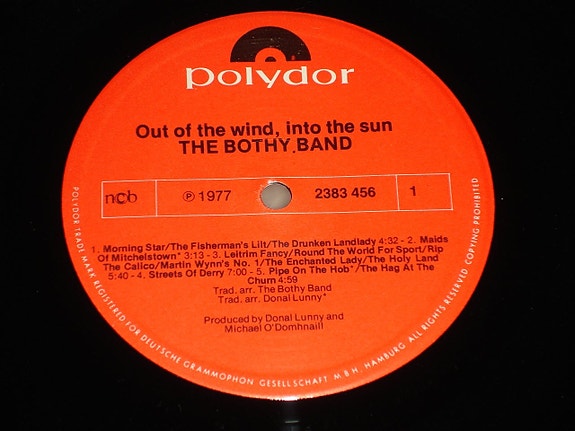 polydor
Out of the wind, into the sun
THE BOTHY BAND
ncb ℗ 1977 2383 456 1
1. Morning Star/The Fisherman's Lilt/The Drunken Landlady 4:32 - 2. Maids
Of Mitchelstown* 3:13 - 3. Leitrim Fancy/Round The World For Sport/Rip
The Calico/Martin Wynn's No. 1/The Enchanted Lady/The Holy Land
5:40 - 4. Streets Of Derry 7:00 - 5. Pipe On The Hob*/The Hag At The
Churn 4:59
Trad. arr. The Bothy Band
Trad. arr. Donal Lunny*
Produced by Donal Lunny and
Michael O'Domhnaill
POLYDOR TRADE MARK REGISTERED FOR DEUTSCHE GRAMMOPHON GESELLSCHAFT M.B.H. HAMBURG ALL RIGHTS RESERVED COPYING PROHIBITED